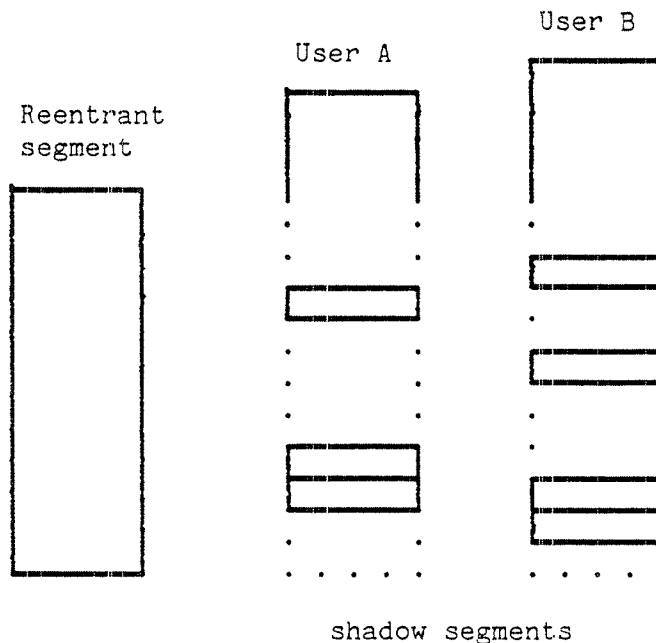 User B
User A
Reentrant
segment
shadow segments